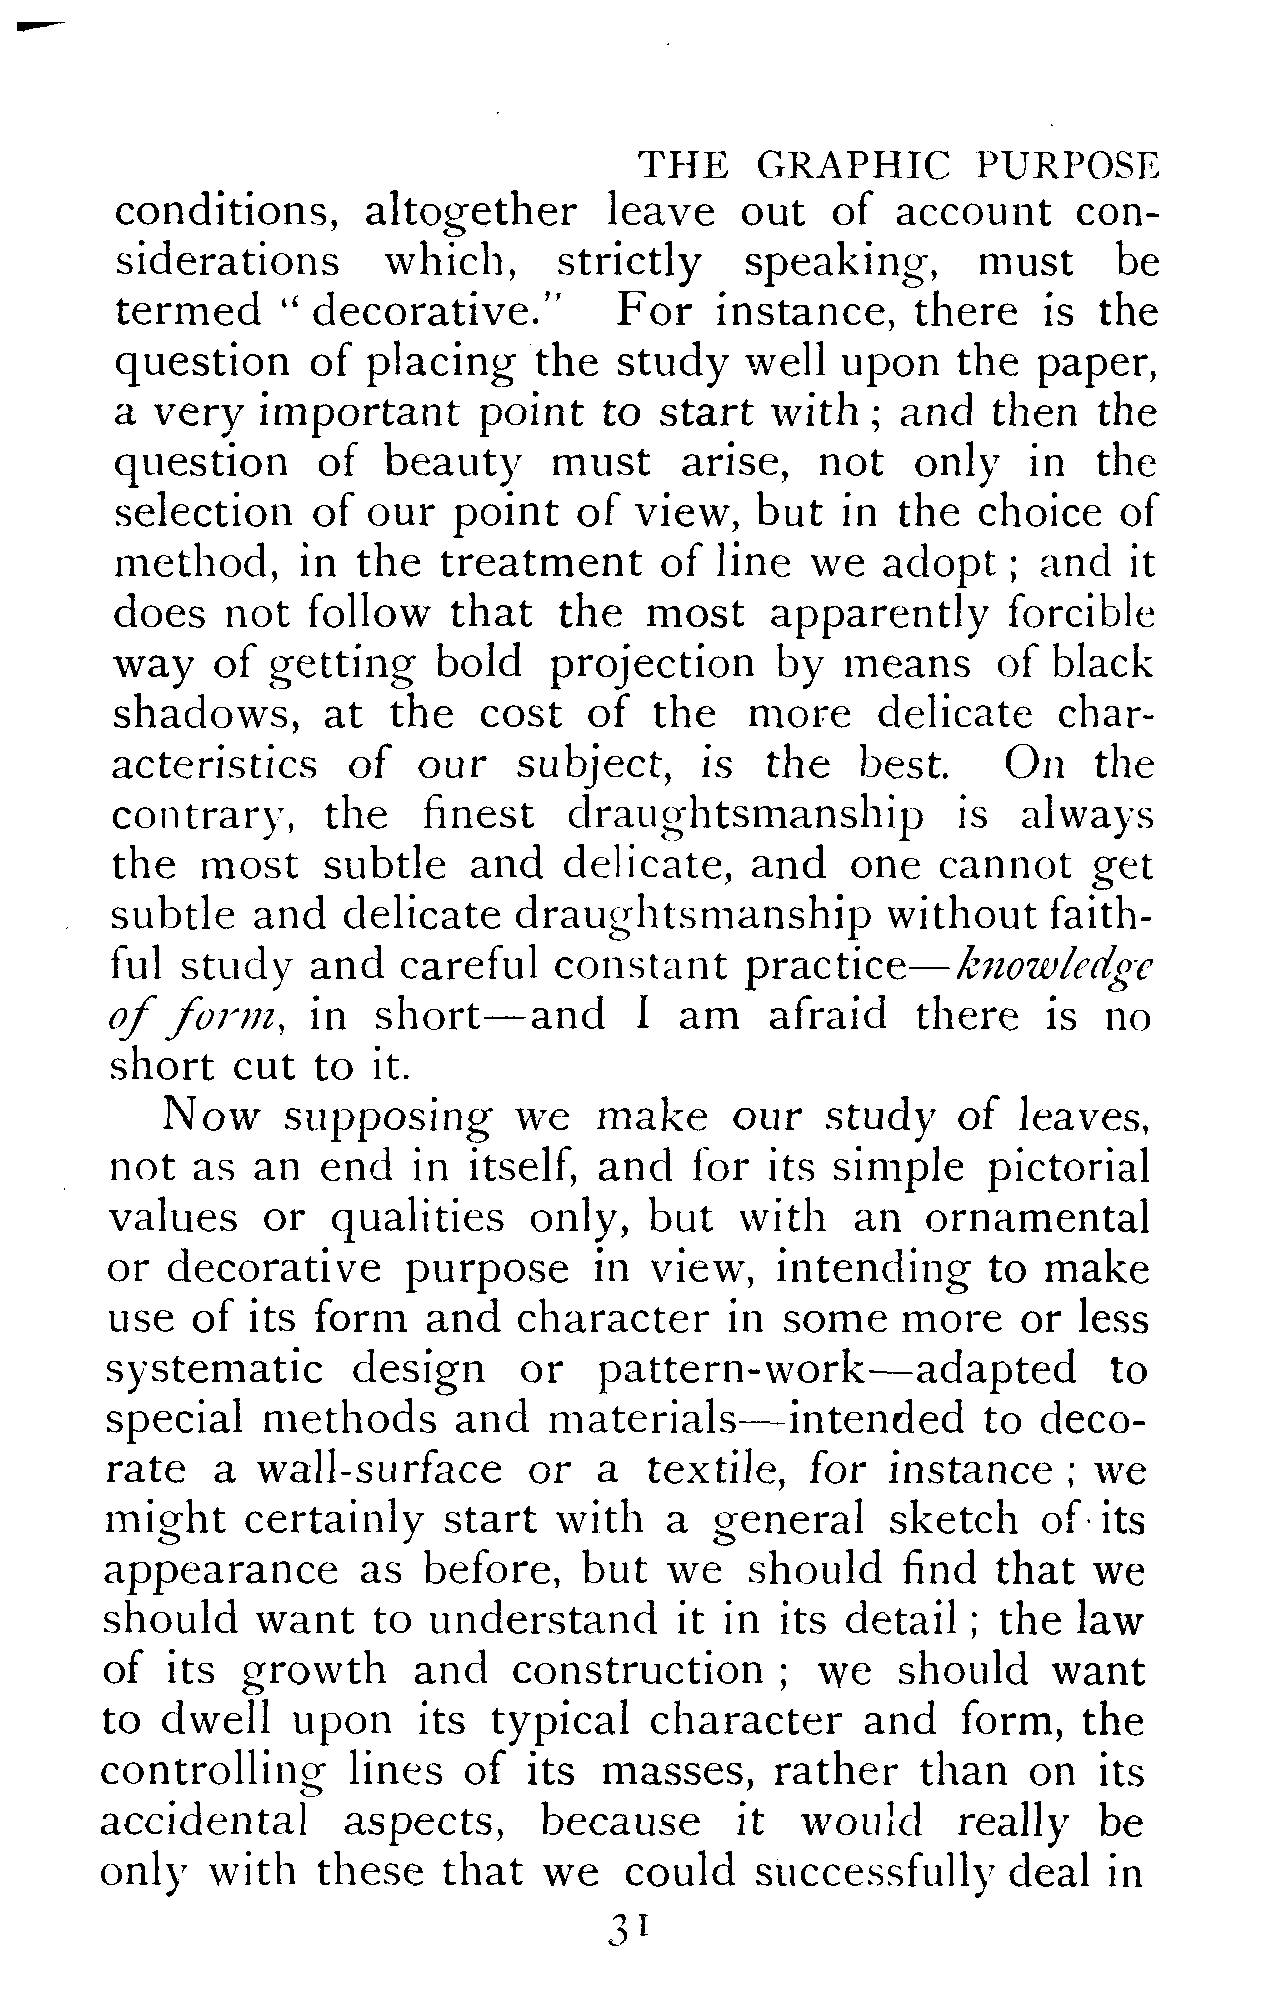 THE GRAPHIC PURPOSE
conditions, altogether leave out of account con-
siderations which, strictly speaking, must be
termed “ decorative.” For instance, there is the
question of placing the study well upon the paper,
a very important point to start with ; and then the
question of beauty must arise, not only in the
selection of our point of view, but in the choice of
method, in the treatment of line we adopt ; and it
does not follow that the most apparently forcible
way of getting bold projection by means of black
shadows, at the cost of the more delicate char-
acteristics of our subject, is the best. On the
contrary, the finest draughtsmanship is always
the most subtle and delicate, and one cannot get
subtle and delicate draughtsmanship without faith-
ful study and careful constant practice—knowledge
of form, in short—and I am afraid there is no
short cut to it.
Now supposing we make our study of leaves,
not as an end in itself, and for its simple pictorial
values or qualities only, but with an ornamental
or decorative purpose in view, intending to make
use of its form and character in some more or less
systematic design or pattern-work—adapted to
special methods and materials—intended to deco-
rate a wall-surface or a textile, for instance ; we
might certainly start with a general sketch of its
appearance as before, but we should find that we
should want to understand it in its detail ; the law
of its growth and construction ; we should want
to dwell upon its typical character and form, the
controlling lines of its masses, rather than on its
accidental aspects, because it would really be
only with these that we could successfully deal in
31